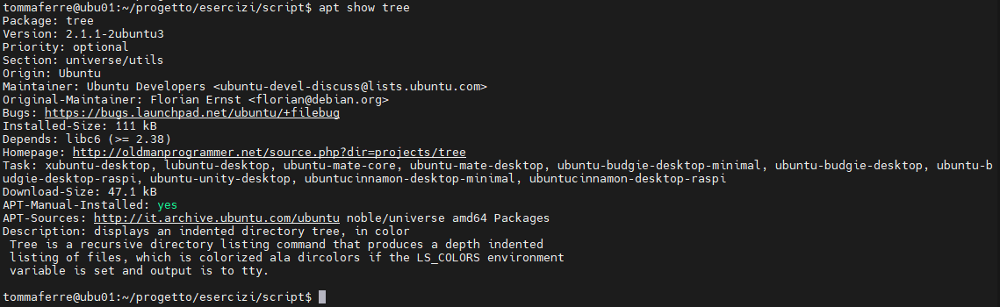 tommaferre@ubu01:~/progetto/esercizi/script$ apt show tree
Package: tree
Version: 2.1.1-2ubuntu3
Priority: optional
Section: universe/utils
Origin: Ubuntu
Maintainer: Ubuntu Developers <ubuntu-devel-discuss@lists.ubuntu.com>
Original-Maintainer: Florian Ernst <florian@debian.org>
Bugs: https://bugs.launchpad.net/ubuntu/+filebug
Installed-Size: 111 kB
Depends: libc6 (>= 2.38)
Homepage: http://oldmanprogrammer.net/source.php?dir=projects/tree
Task: xubuntu-desktop, lubuntu-desktop, ubuntu-mate-core, ubuntu-mate-desktop, ubuntu-budgie-desktop-minimal, ubuntu-budgie-desktop, ubuntu-b
udgie-desktop-raspi, ubuntu-unity-desktop, ubuntucinnamon-desktop-minimal, ubuntucinnamon-desktop-raspi
Download-Size: 47.1 kB
APT-Manual-Installed: yes
APT-Sources: http://it.archive.ubuntu.com/ubuntu noble/universe amd64 Packages
Description: displays an indented directory tree, in color
 Tree is a recursive directory listing command that produces a depth indented
 listing of files, which is colorized ala dircolors if the LS_COLORS environment
 variable is set and output is to tty.
tommaferre@ubu01:~/progetto/esercizi/script$